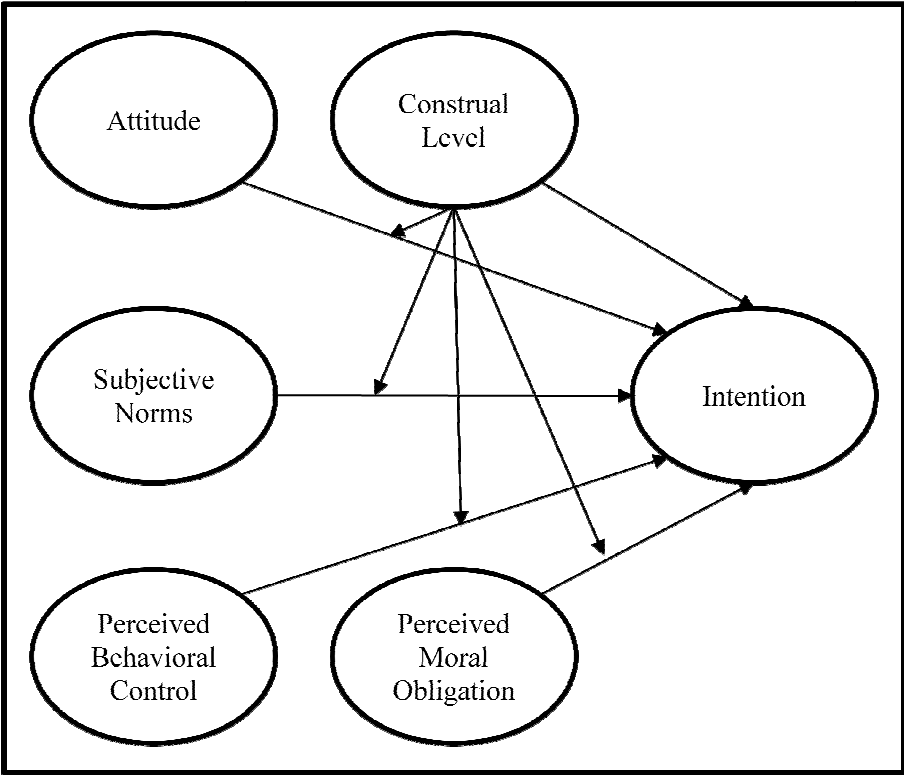 Attitude
Construal
Level
Subjective
Norms
Intention
Perceived
Behavioral
Control
Perceived
Moral
Obligation